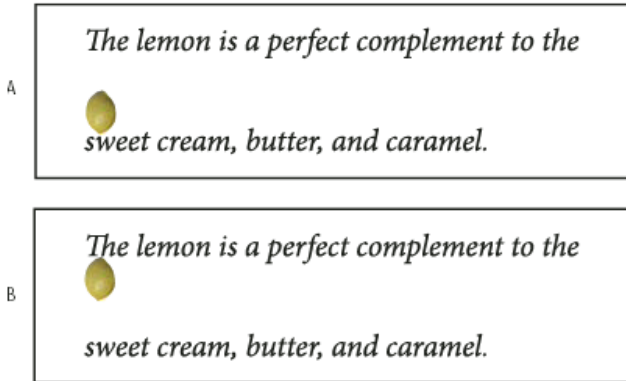 A
The lemon is a perfect complement to the
sweet cream, butter, and caramel.
B
The lemon is a perfect complement to the
sweet cream, butter, and caramel.